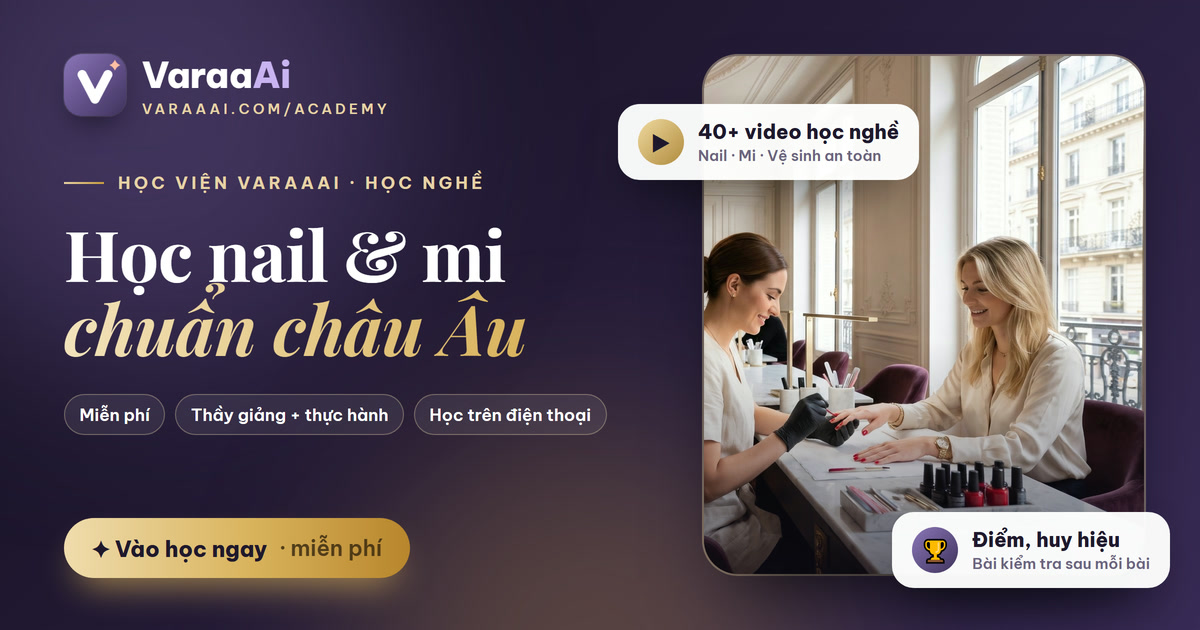 VaraaAi
VARAAAI.COM/ACADEMY
HỌC VIỆN VARAAAI · HỌC NGHỀ
Học nail & mi
chuẩn châu Âu
Miễn phí
Thầy giảng + thực hành
Học trên điện thoại
✦ Vào học ngay · miễn phí
40+ video học nghề
Nail · Mi · Vệ sinh an toàn
Điểm, huy hiệu
Bài kiểm tra sau mỗi bài